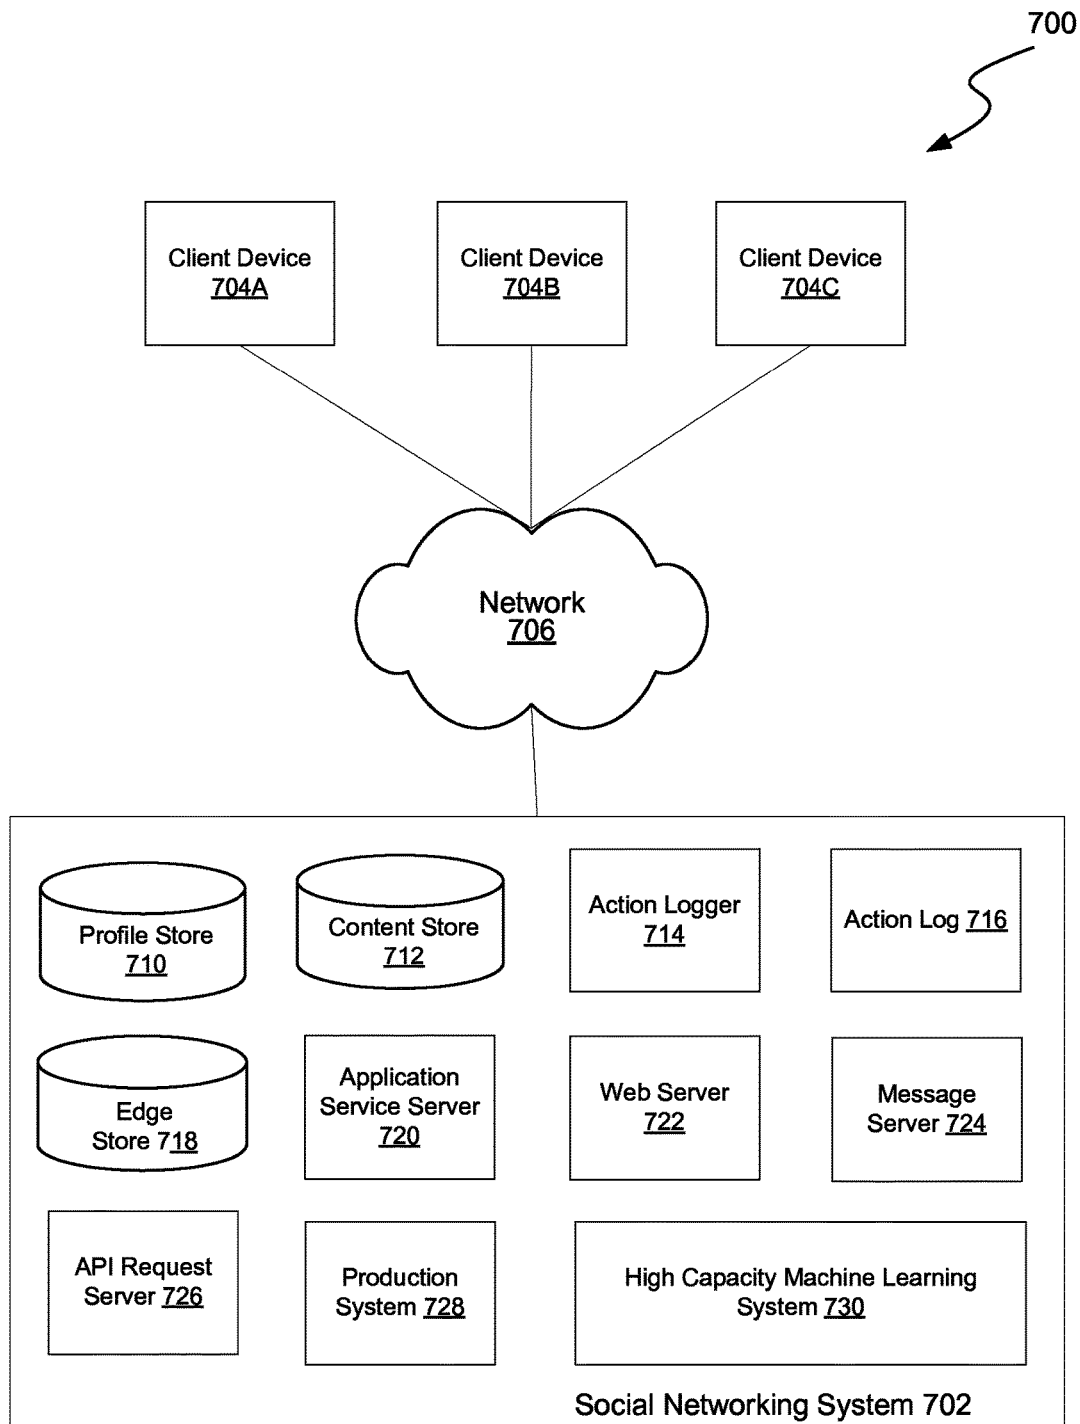 700
Client Device
704A
Client Device
704B
Client Device
704C
Network
706
Profile Store
710
Content Store
712
Action Logger
714
Action Log 716
Edge
Store 718
Application
Service Server
720
Web Server
722
Message
Server 724
API Request
Server 726
Production
System 728
High Capacity Machine Learning
System 730
Social Networking System 702